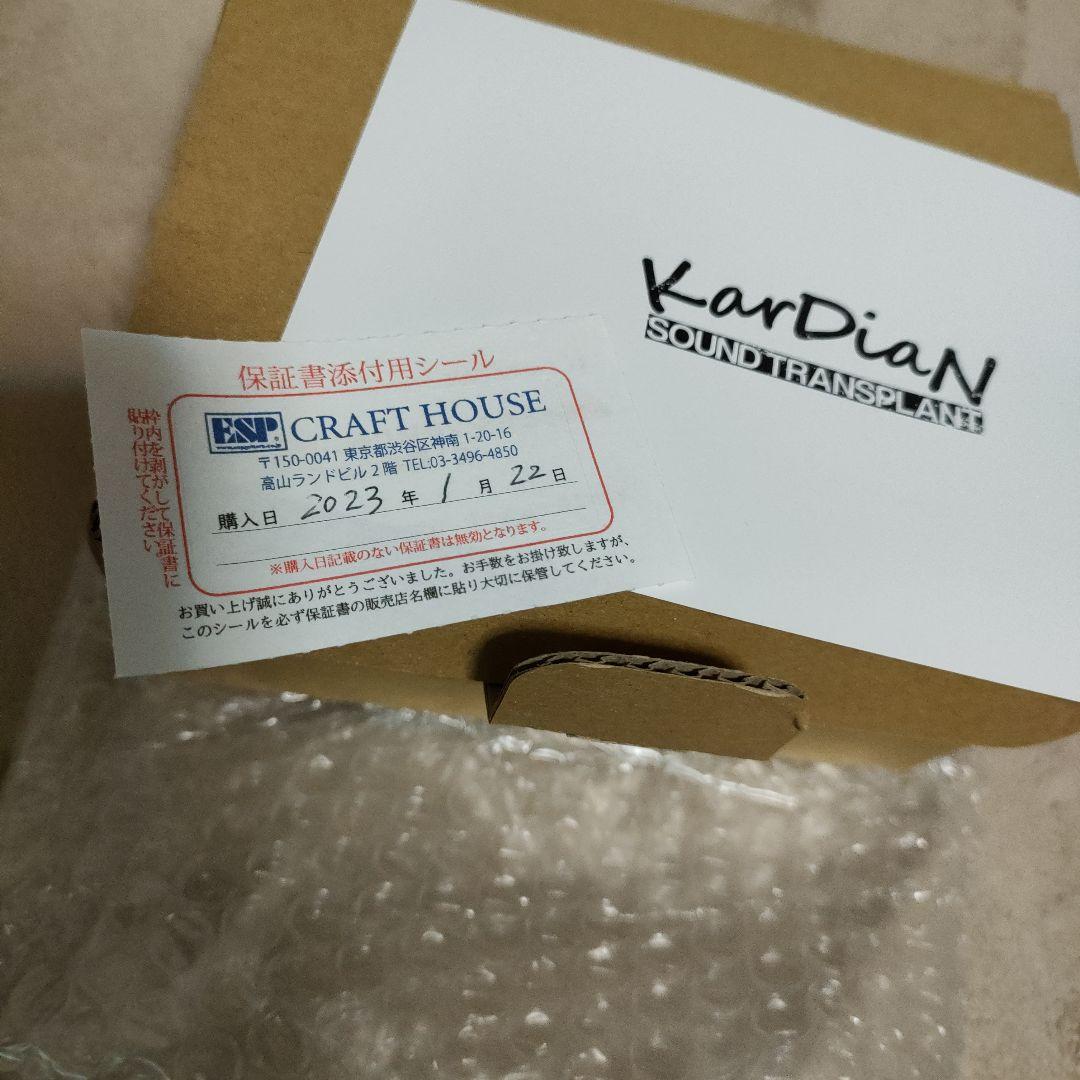 KarDiaN
SOUND TRANSPLANT
保証書添付用シール
枠内を剥がして保証書に
貼り付けてください
ESP CRAFT HOUSE
〒150-0041 東京都渋谷区神南 1-20-16
高山ランドビル 2 階 TEL:03-3496-4850
購入日 2023 年 1 月 22 日
※購入日記載のない保証書は無効となります。
お買い上げ誠にありがとうございました。お手数をお掛け致しますが、
このシールを必ず保証書の販売店名欄に貼り大切に保管してください。